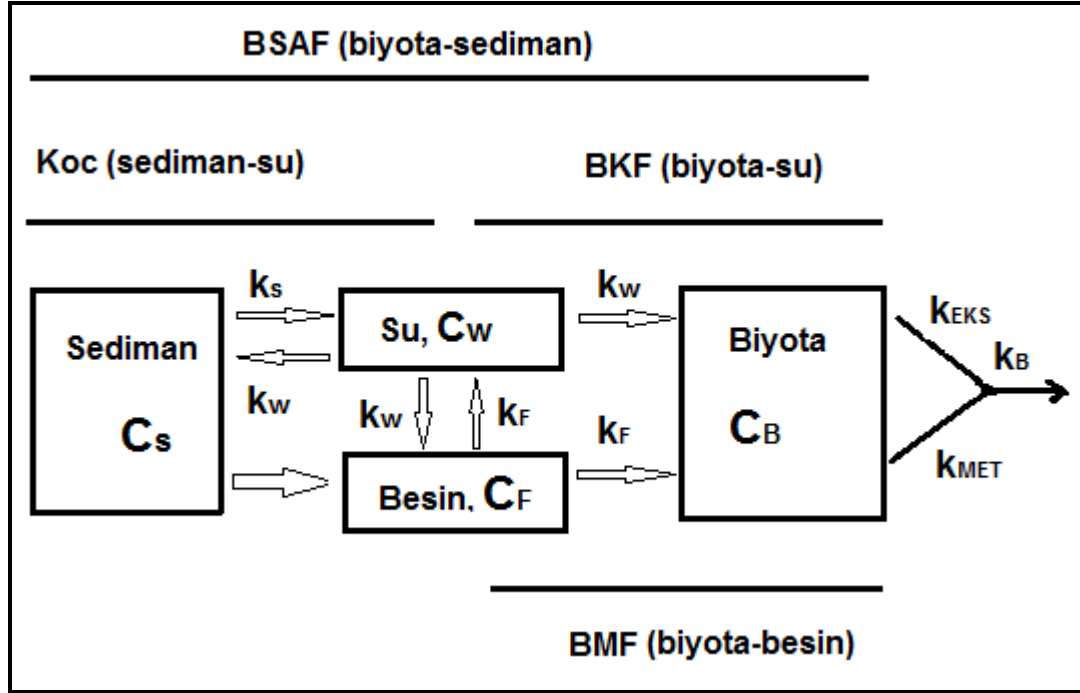 BSAF (biyota-sediman)
Koc (sediman-su)
BKF (biyota-su)
ks
kw
Sediman
Su, Cw
Biyota
kEKS
kB
kw
kw
kF
kF
Cs
CB
kMET
Besin, CF
BMF (biyota-besin)